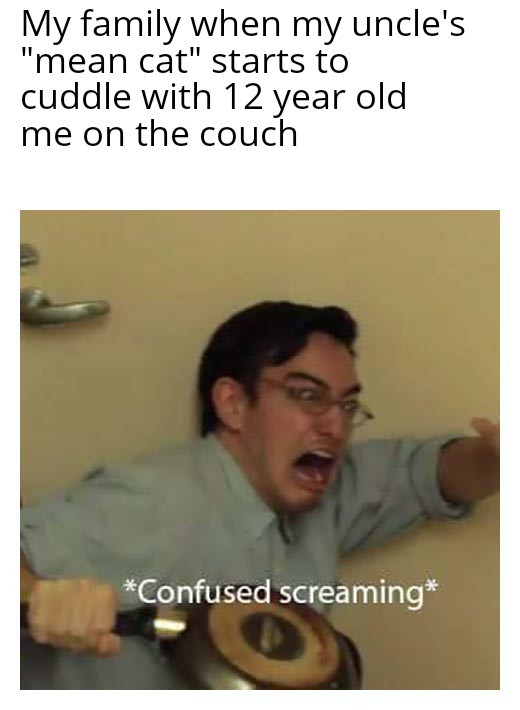 My family when my uncle's
"mean cat" starts to
cuddle with 12 year old
me on the couch
*Confused screaming*